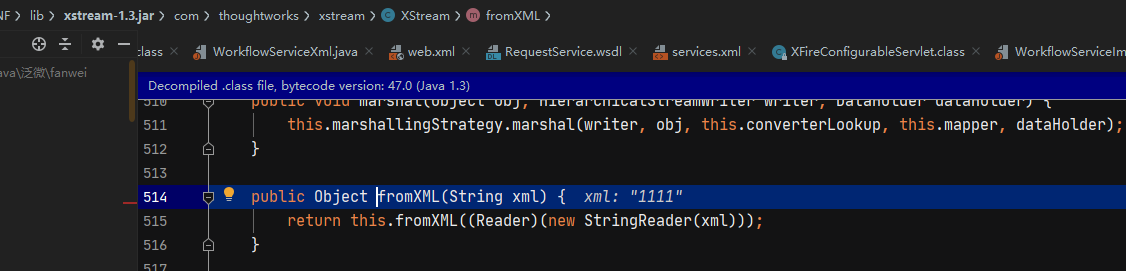 NF › lib › xstream-1.3.jar › com › thoughtworks › xstream › XStream › fromXML ›
class × WorkflowServiceXml.java × web.xml × RequestService.wsdl × services.xml × XFireConfigurableServlet.class × WorkflowServiceIm
ava\泛微\fanwei
Decompiled .class file, bytecode version: 47.0 (Java 1.3)
510 public void marshal(Object obj, HierarchicalStreamWriter writer, DataHolder dataHolder) {
511 this.marshallingStrategy.marshal(writer, obj, this.converterLookup, this.mapper, dataHolder);
512 }
513
514 public Object fromXML(String xml) { xml: "1111"
515 return this.fromXML((Reader)(new StringReader(xml)));
516 }
517